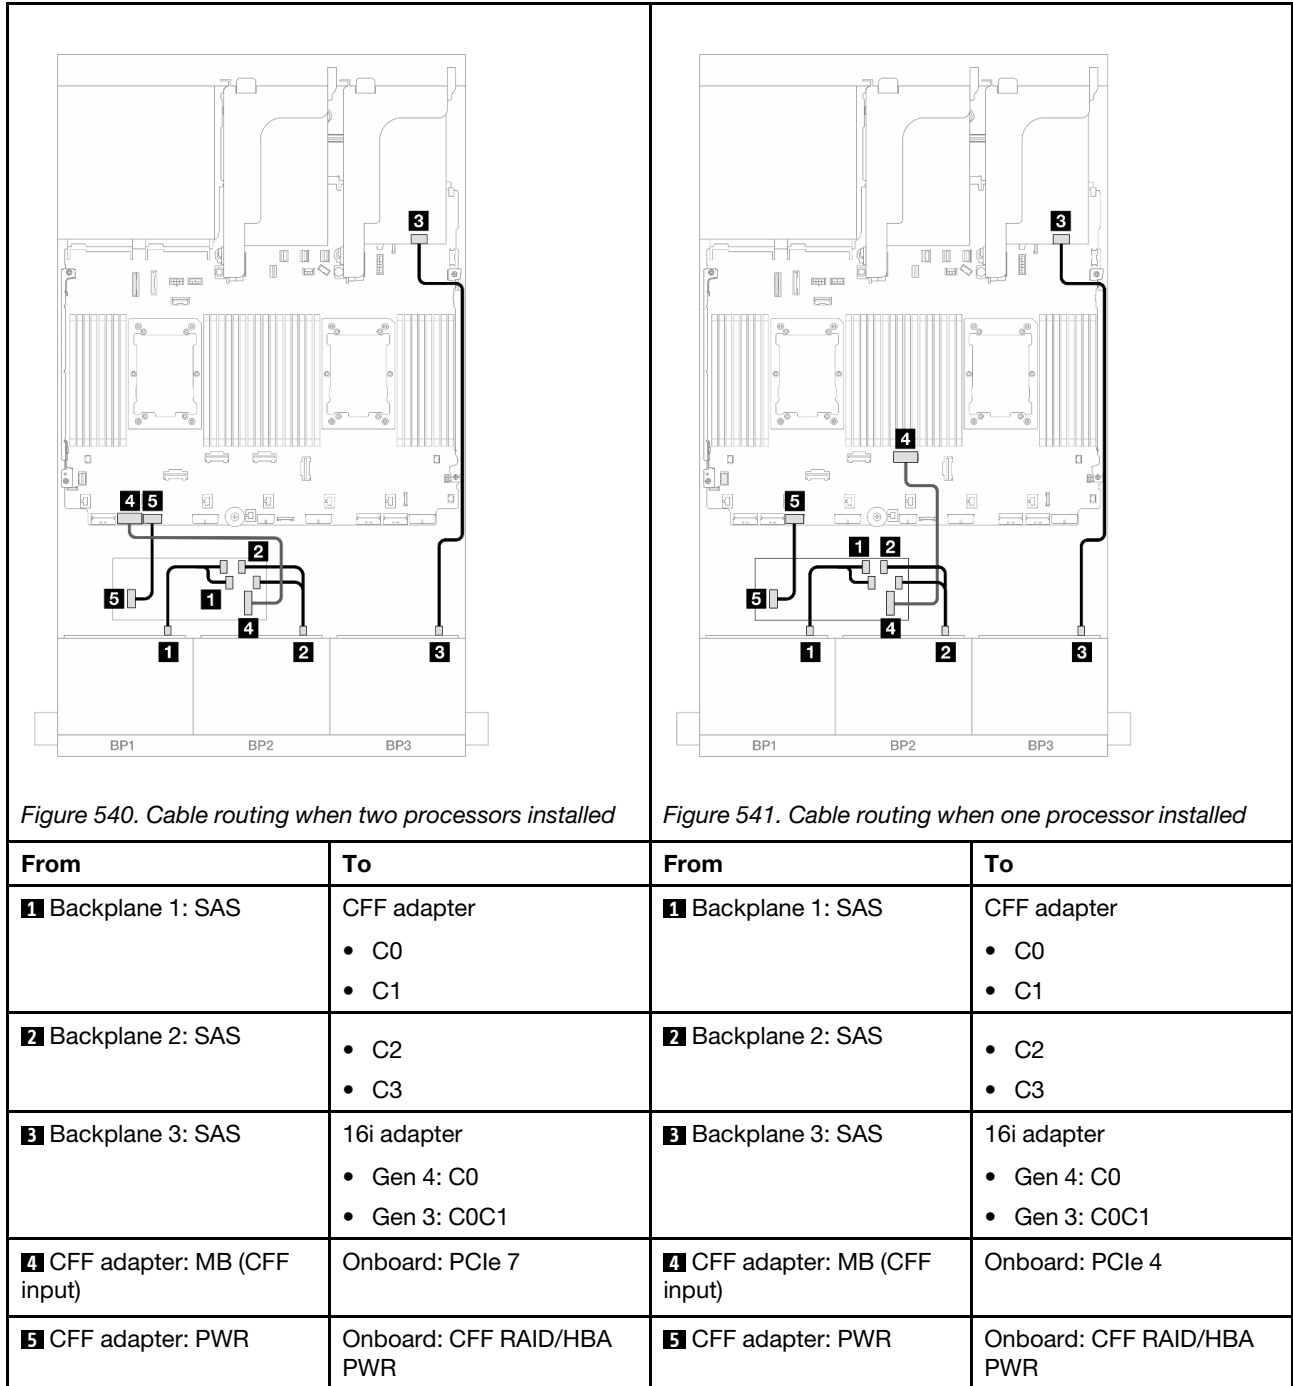 3
4 5
2
5 1
4
1 2 3
BP1 BP2 BP3
Figure 540. Cable routing when two processors installed
3
4
5
1 2
5
4
1 2 3
BP1 BP2 BP3
Figure 541. Cable routing when one processor installed
From To From To
1 Backplane 1: SAS CFF adapter 1 Backplane 1: SAS CFF adapter
• C0 • C0
• C1 • C1
2 Backplane 2: SAS 2 Backplane 2: SAS
• C2 • C2
• C3 • C3
3 Backplane 3: SAS 16i adapter 3 Backplane 3: SAS 16i adapter
• Gen 4: C0 • Gen 4: C0
• Gen 3: C0C1 • Gen 3: C0C1
4 CFF adapter: MB (CFF Onboard: PCIe 7 4 CFF adapter: MB (CFF Onboard: PCIe 4
input) input)
5 CFF adapter: PWR Onboard: CFF RAID/HBA 5 CFF adapter: PWR Onboard: CFF RAID/HBA
PWR PWR